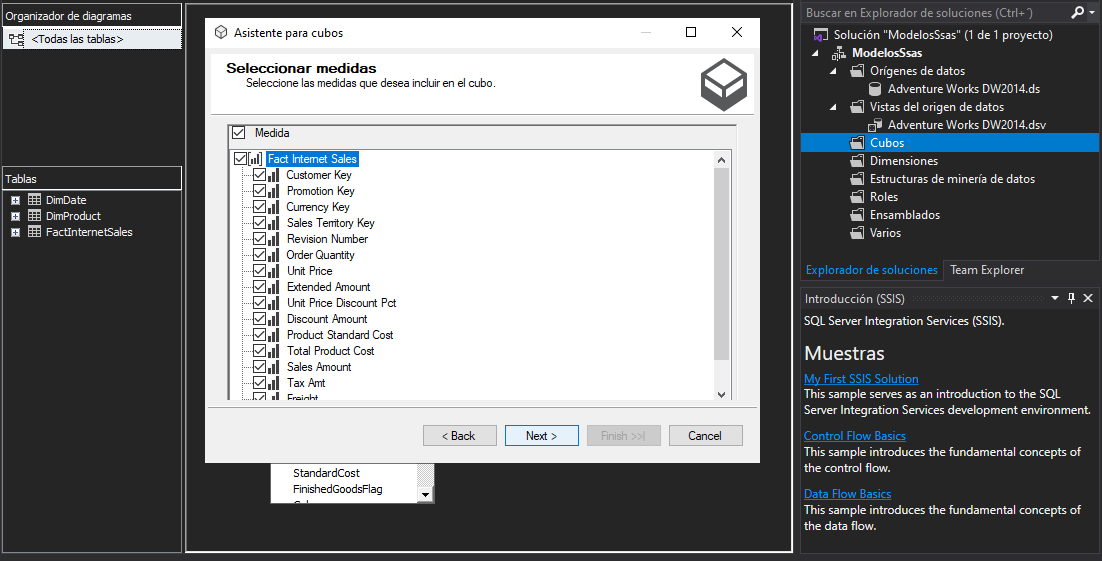 Organizador de diagramas
<Todas las tablas>
Tablas
DimDate
DimProduct
FactInternetSales
Asistente para cubos
Seleccionar medidas
Seleccione las medidas que desea incluir en el cubo.
Medida
Fact Internet Sales
Customer Key
Promotion Key
Currency Key
Sales Territory Key
Revision Number
Order Quantity
Unit Price
Extended Amount
Unit Price Discount Pct
Discount Amount
Product Standard Cost
Total Product Cost
Sales Amount
Tax Amt
Freight
< Back
Next >
Finish >>|
Cancel
StandardCost
FinishedGoodsFlag
Buscar en Explorador de soluciones (Ctrl+´)
Solución "ModelosSsas" (1 de 1 proyecto)
ModelosSsas
Orígenes de datos
Adventure Works DW2014.ds
Vistas del origen de datos
Adventure Works DW2014.dsv
Cubos
Dimensiones
Estructuras de minería de datos
Roles
Ensamblados
Varios
Explorador de soluciones
Team Explorer
Introducción (SSIS)
SQL Server Integration Services (SSIS).
Muestras
My First SSIS Solution
This sample serves as an introduction to the SQL
Server Integration Services development environment.
Control Flow Basics
This sample introduces the fundamental concepts of
the control flow.
Data Flow Basics
This sample introduces the fundamental concepts of
the data flow.